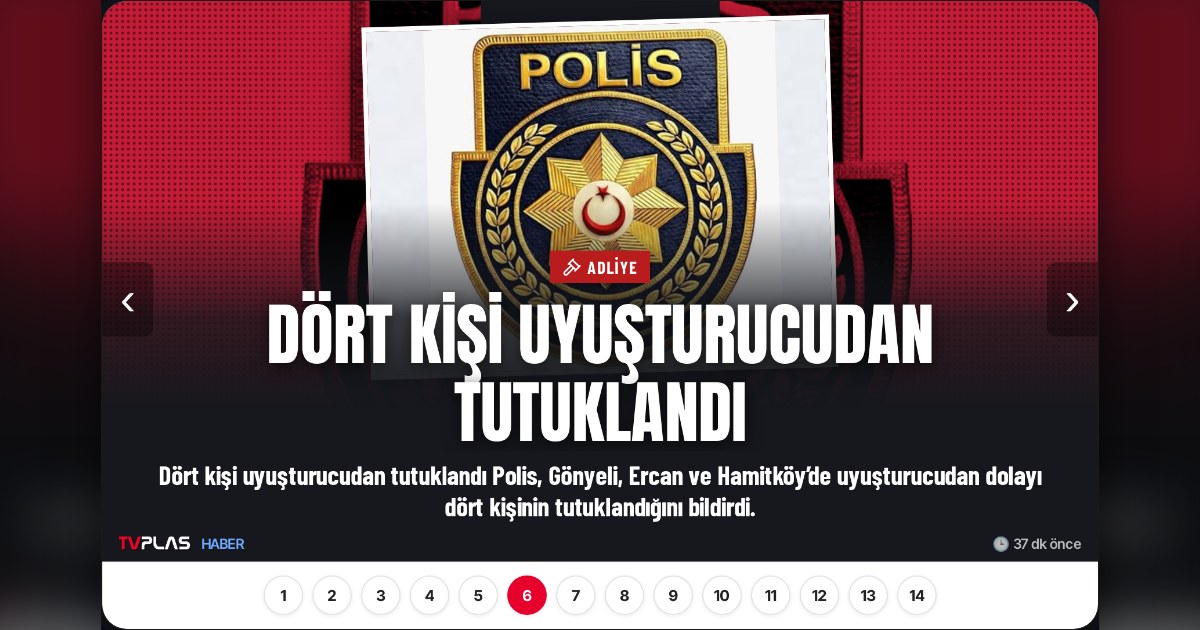 POLİS
ADLİYE
DÖRT KİŞİ UYUŞTURUCUDAN
TUTUKLANDI
Dört kişi uyuşturucudan tutuklandı Polis, Gönyeli, Ercan ve Hamitköy’de uyuşturucudan dolayı
dört kişinin tutuklandığını bildirdi.
TVPLAS HABER
37 dk önce
1 2 3 4 5 6 7 8 9 10 11 12 13 14